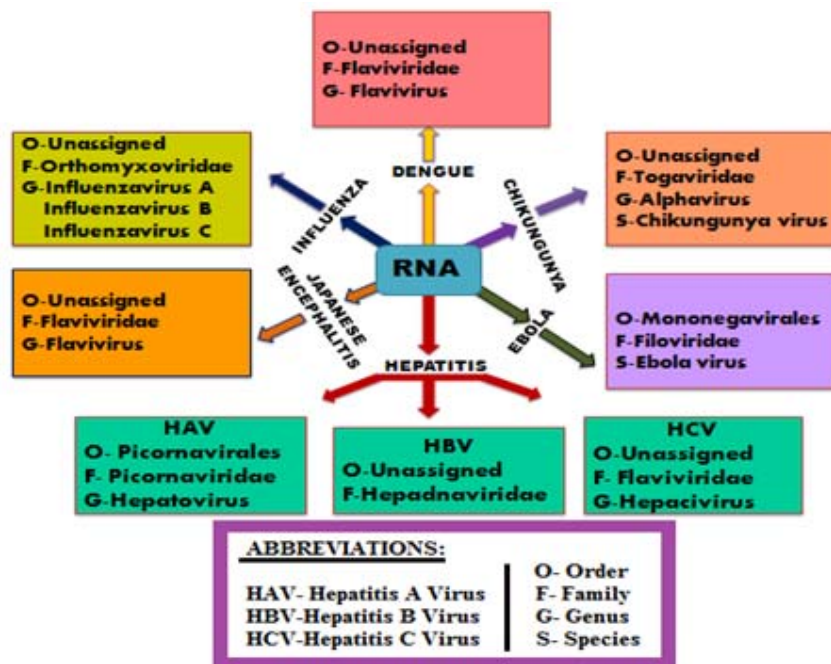 O-Unassigned
F-Flaviviridae
G- Flavivirus
DENGUE
O-Unassigned
F-Orthomyxoviridae
G-Influenzavirus A
Influenzavirus B
Influenzavirus C
INFLUENZA
CHIKUNGUNYA
O-Unassigned
F-Togaviridae
G-Alphavirus
S-Chikungunya virus
RNA
O-Unassigned
F-Flaviviridae
G-Flavivirus
JAPANESE
ENCEPHALITIS
EBOLA
O-Mononegavirales
F-Filoviridae
S-Ebola virus
HEPATITIS
HAV
O- Picornavirales
F- Picornaviridae
G-Hepatovirus
HBV
O-Unassigned
F-Hepadnaviridae
HCV
O-Unassigned
F- Flaviviridae
G-Hepacivirus
ABBREVIATIONS:
HAV- Hepatitis A Virus
HBV-Hepatitis B Virus
HCV-Hepatitis C Virus
O- Order
F- Family
G- Genus
S- Species